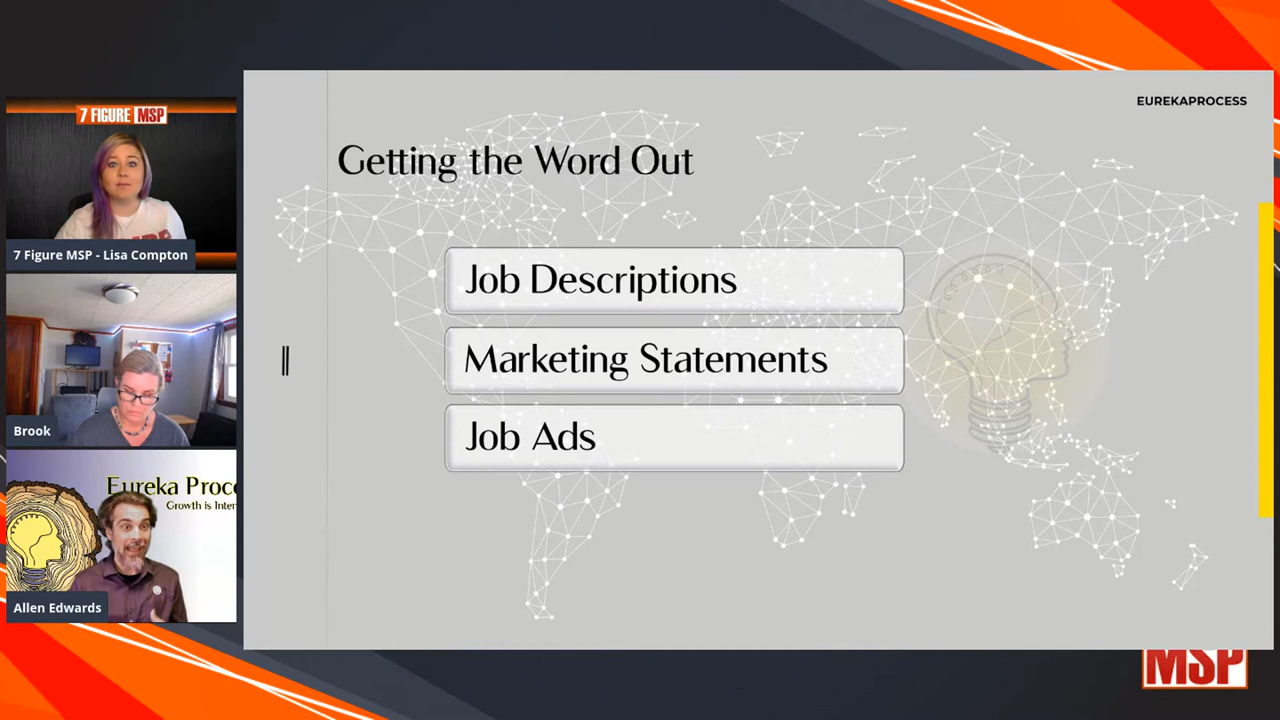 7 FIGURE MSP
7 Figure MSP - Lisa Compton
Brook
Eureka Proc
Growth is Inter
Allen Edwards
EUREKAPROCESS
Getting the Word Out
Job Descriptions
Marketing Statements
Job Ads
MSP